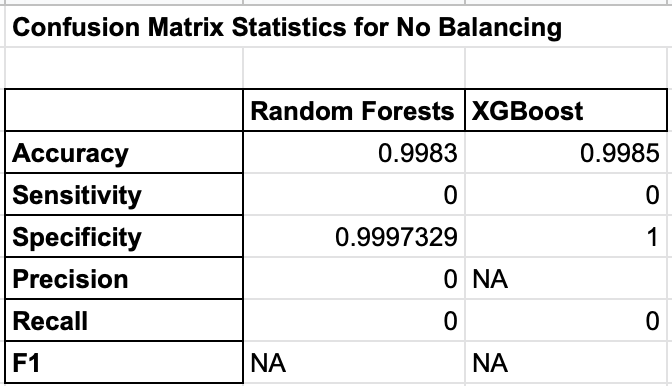 Confusion Matrix Statistics for No Balancing
Random Forests XGBoost
Accuracy 0.9983 0.9985
Sensitivity 0 0
Specificity 0.9997329 1
Precision 0 NA
Recall 0 0
F1 NA NA